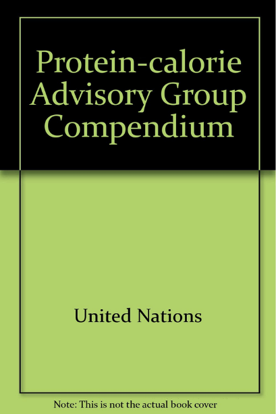 Protein-calorie
Advisory Group
Compendium
United Nations
Note: This is not the actual book cover